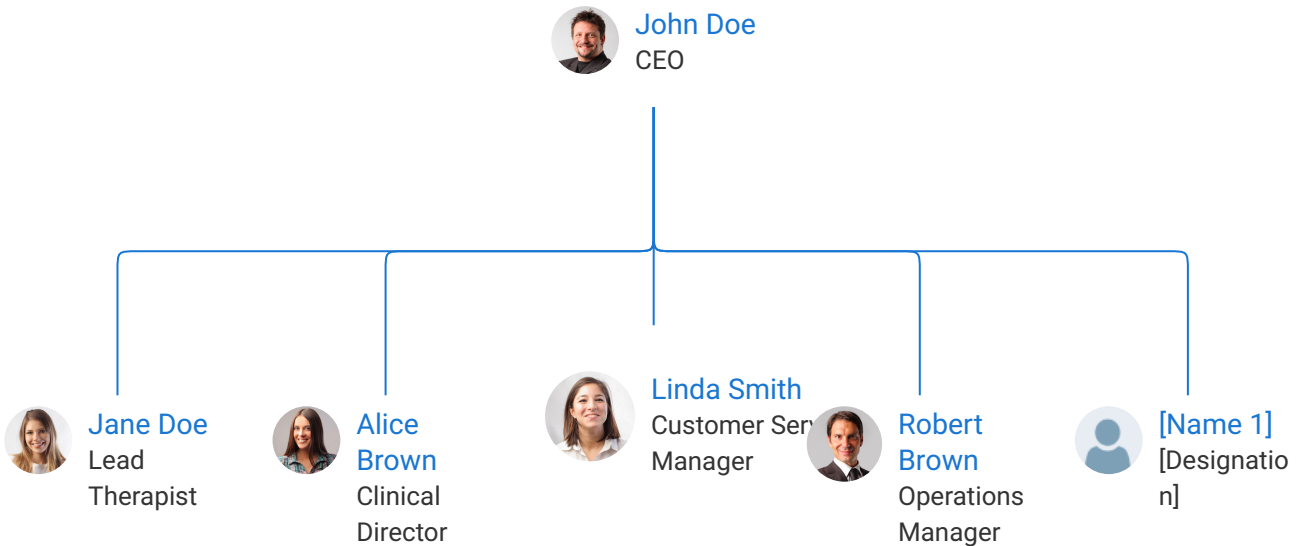 John Doe
CEO
Jane Doe
Lead
Therapist
Alice
Brown
Clinical
Director
Linda Smith
Customer
Manager
Robert
Brown
Operations
Manager
[Name 1]
[Designatio
n]